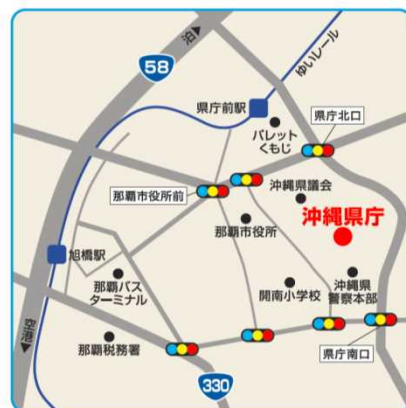 泊▶
58
ゆいレール
県庁前駅
県庁北口
パレット
くもじ
沖縄県議会
那覇市役所前
沖縄県庁
那覇市役所
旭橋駅
那覇バス
ターミナル
開南小学校
沖縄県
警察本部
空港▶
那覇税務署
県庁南口
330